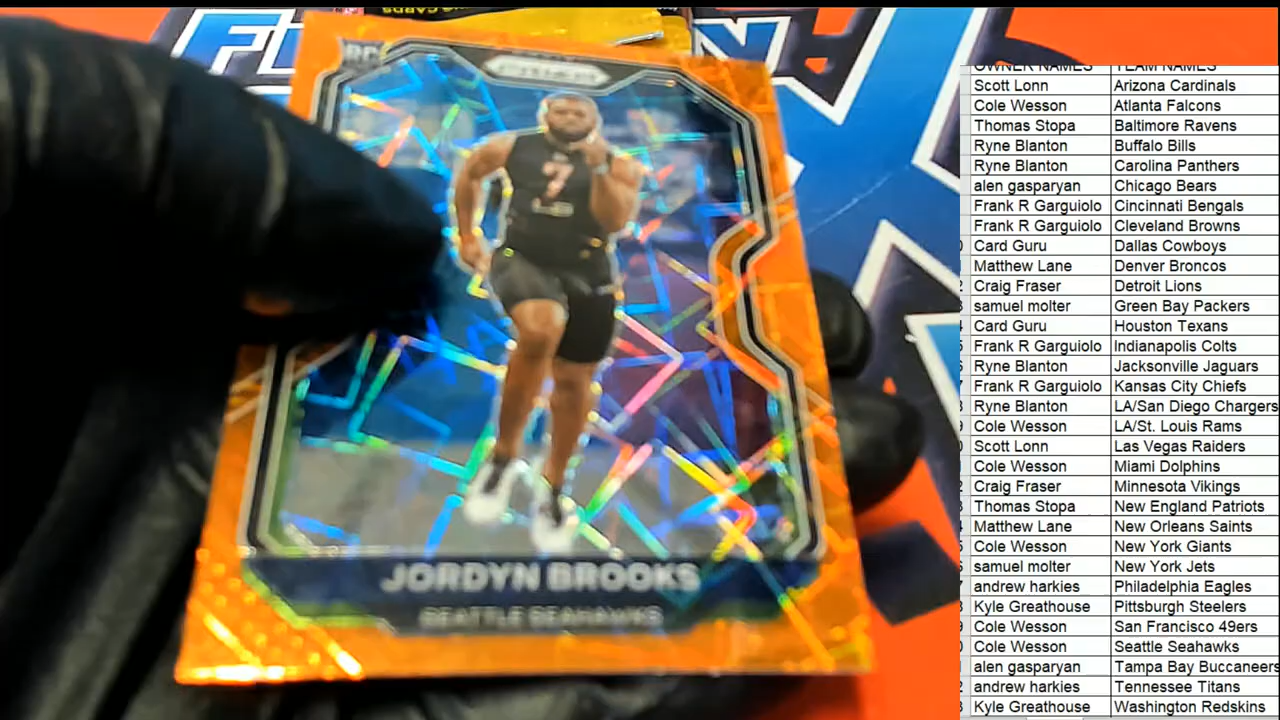 RC
PRIZM
JORDYN BROOKS
SEATTLE SEAHAWKS
OWNER NAMES TEAM NAMES
Scott Lonn Arizona Cardinals
Cole Wesson Atlanta Falcons
Thomas Stopa Baltimore Ravens
Ryne Blanton Buffalo Bills
Ryne Blanton Carolina Panthers
alen gasparyan Chicago Bears
Frank R Garguiolo Cincinnati Bengals
Frank R Garguiolo Cleveland Browns
Card Guru Dallas Cowboys
Matthew Lane Denver Broncos
Craig Fraser Detroit Lions
samuel molter Green Bay Packers
Card Guru Houston Texans
Frank R Garguiolo Indianapolis Colts
Ryne Blanton Jacksonville Jaguars
Frank R Garguiolo Kansas City Chiefs
Ryne Blanton LA/San Diego Chargers
Cole Wesson LA/St. Louis Rams
Scott Lonn Las Vegas Raiders
Cole Wesson Miami Dolphins
Craig Fraser Minnesota Vikings
Thomas Stopa New England Patriots
Matthew Lane New Orleans Saints
Cole Wesson New York Giants
samuel molter New York Jets
andrew harkies Philadelphia Eagles
Kyle Greathouse Pittsburgh Steelers
Cole Wesson San Francisco 49ers
Cole Wesson Seattle Seahawks
alen gasparyan Tampa Bay Buccaneers
andrew harkies Tennessee Titans
Kyle Greathouse Washington Redskins